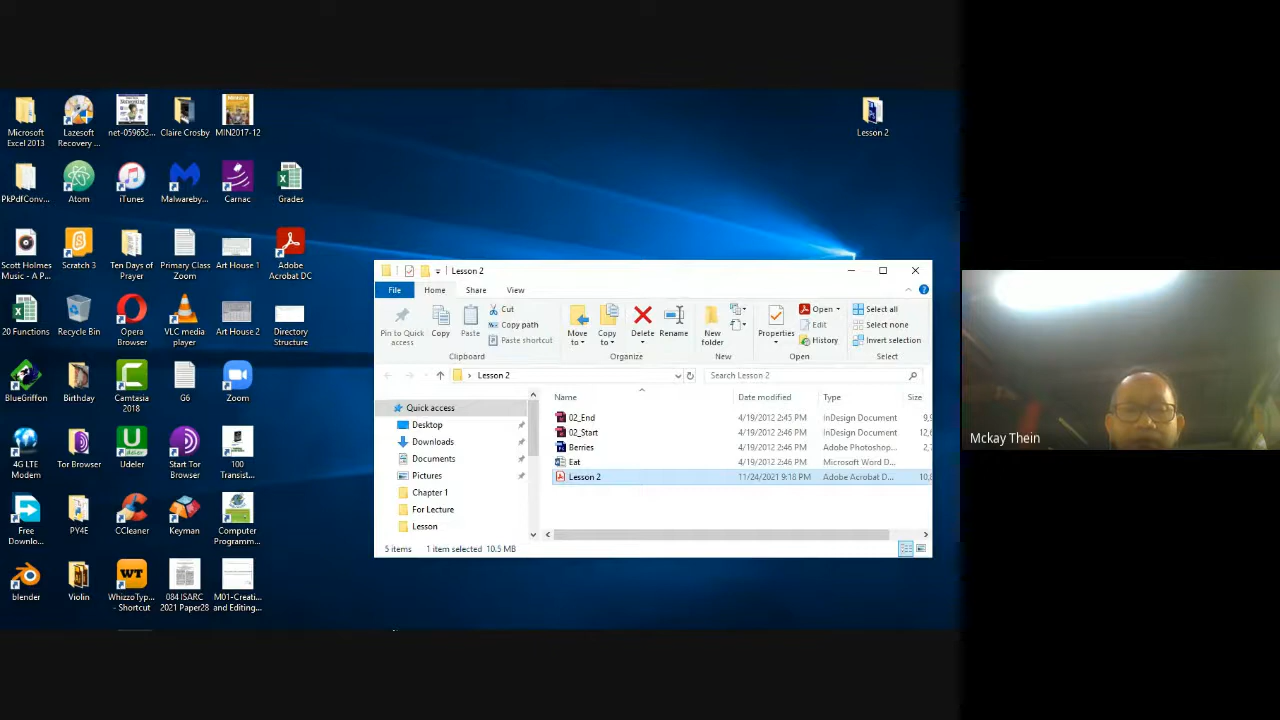 Microsoft Excel 2013
Lazesoft Recovery ...
net-059652...
Claire Crosby
MIN2017-12
Lesson 2
PkPdfConv...
Atom
iTunes
Malwareby...
Carnac
Grades
Scott Holmes Music - A P...
Scratch 3
Ten Days of Prayer
Primary Class Zoom
Art House 1
Adobe Acrobat DC
20 Functions
Recycle Bin
Opera Browser
VLC media player
Art House 2
Directory Structure
BlueGriffon
Birthday
Camtasia 2018
G6
Zoom
4G LTE Modem
Tor Browser
Udeler
Start Tor Browser
100 Transist...
Free Downlo...
PY4E
CCleaner
Keyman
Computer Programm...
blender
Violin
WhizzoTyp... - Shortcut
084 ISARC 2021 Paper28
M01-Creati... and Editing...
Lesson 2
File Home Share View
Pin to Quick access
Copy
Paste
Cut
Copy path
Paste shortcut
Clipboard
Move to
Copy to
Delete
Rename
Organize
New folder
New
Properties
Open
Edit
History
Open
Select all
Select none
Invert selection
Select
Lesson 2
Search Lesson 2
Quick access
Desktop
Downloads
Documents
Pictures
Chapter 1
For Lecture
Lesson
Name Date modified Type Size
02_End 4/19/2012 2:45 PM InDesign Document 9,9
02_Start 4/19/2012 2:46 PM InDesign Document 12,6
Berries 4/19/2012 2:46 PM Adobe Photoshop... 2,7
Eat 4/19/2012 2:46 PM Microsoft Word D...
Lesson 2 11/24/2021 9:18 PM Adobe Acrobat D... 10,8
5 items 1 item selected 10.5 MB
Mckay Thein